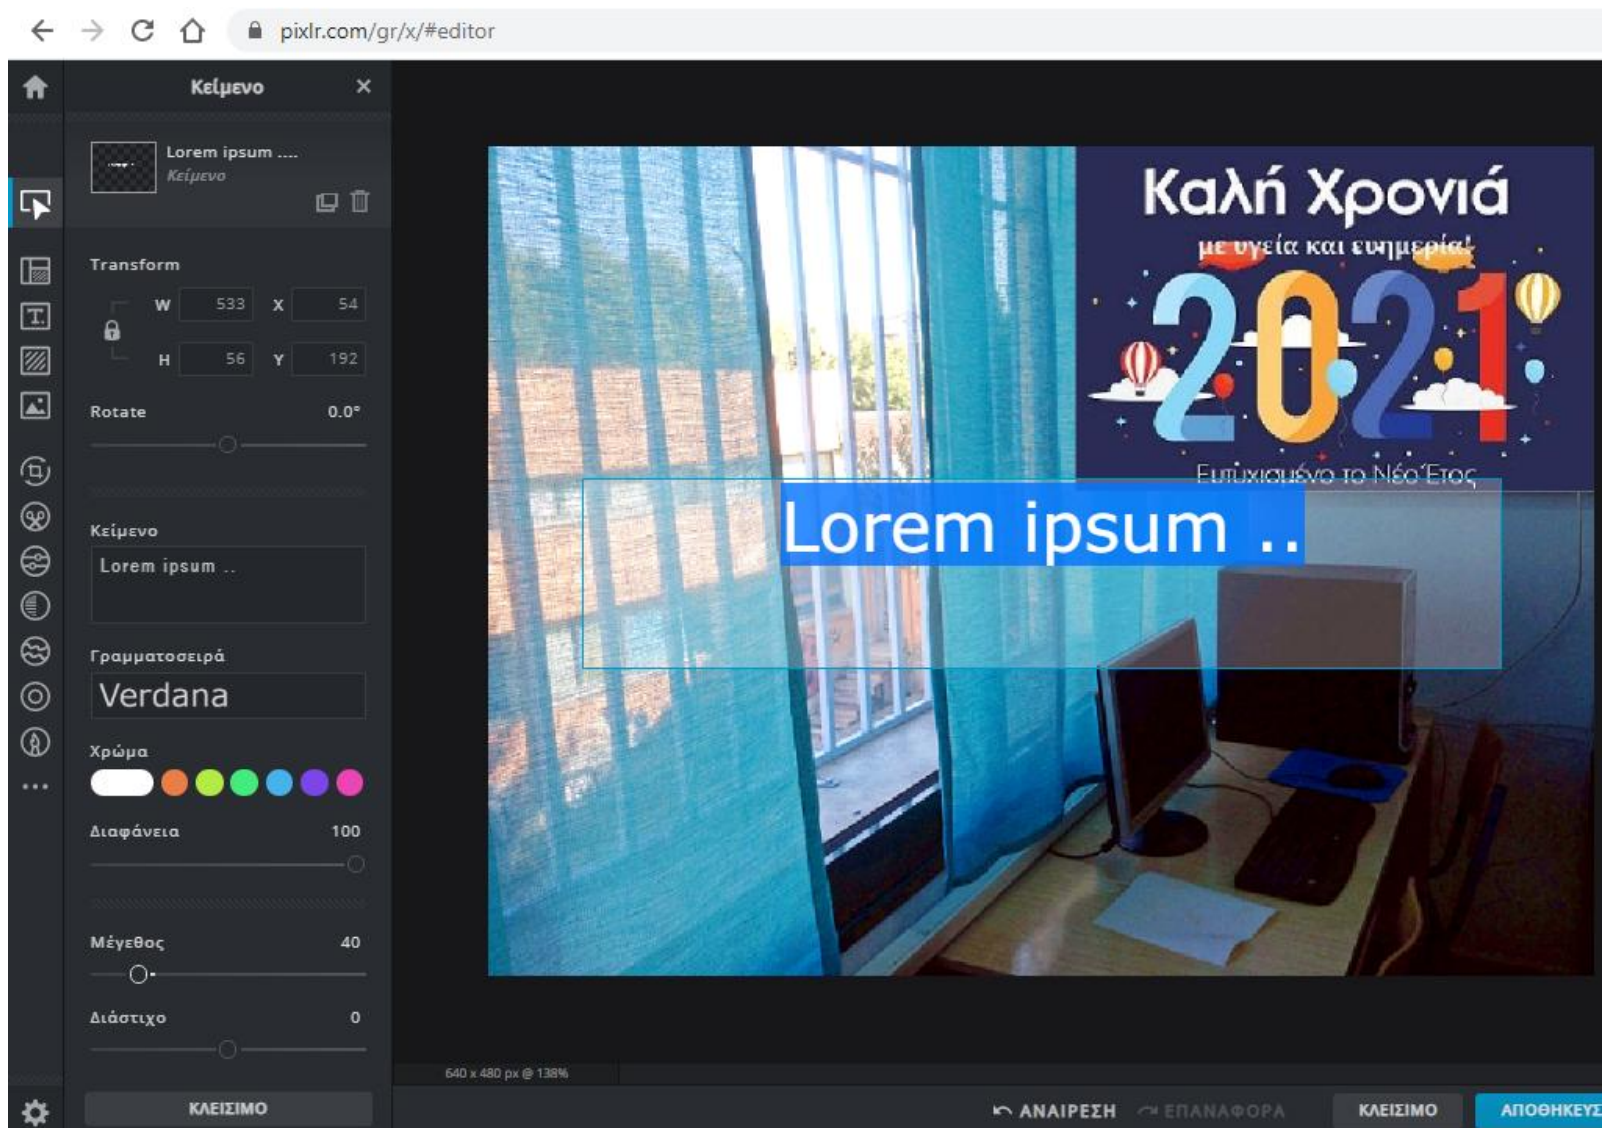 pixlr.com/gr/x/#editor
Κείμενο ×
Lorem ipsum ....
Κείμενο
Transform
W 533 X 54
H 56 Y 192
Rotate 0.0°
Κείμενο
Lorem ipsum ..
Γραμματοσειρά
Verdana
Χρώμα
Διαφάνεια 100
Μέγεθος 40
Διάστιχο 0
ΚΛΕΙΣΙΜΟ
Καλή Χρονιά
με υγεία και ευημερία!
2021
Ευτυχισμένο το Νέο Έτος
Lorem ipsum ..
640 x 480 px @ 138%
ΑΝΑΙΡΕΣΗ ΕΠΑΝΑΦΟΡΑ ΚΛΕΙΣΙΜΟ ΑΠΟΘΗΚΕΥΣ